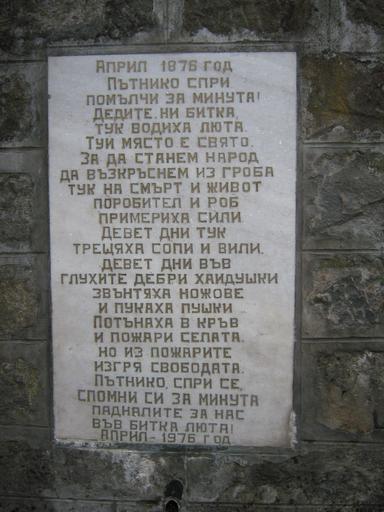 Април 1876 год
Пътнико спри
помълчи за минута!
Дедите, ни битка,
тук водиха люта.
Туи място е свято.
За да станем народ
да възкръснем из гроба
тук на смърт и живот
поробител и роб
примериха сили
Девет дни тук
трещяха сопи и вили.
девет дни във
глухите дебри хаидушки
звънтяха ножове
и пукаха пушки
Потънаха в кръв
и пожари селата.
но из пожарите
изгря свободата.
Пътнико, спри се,
спомни си за минута
падналите за нас
във битка люта!
Април-1976 год